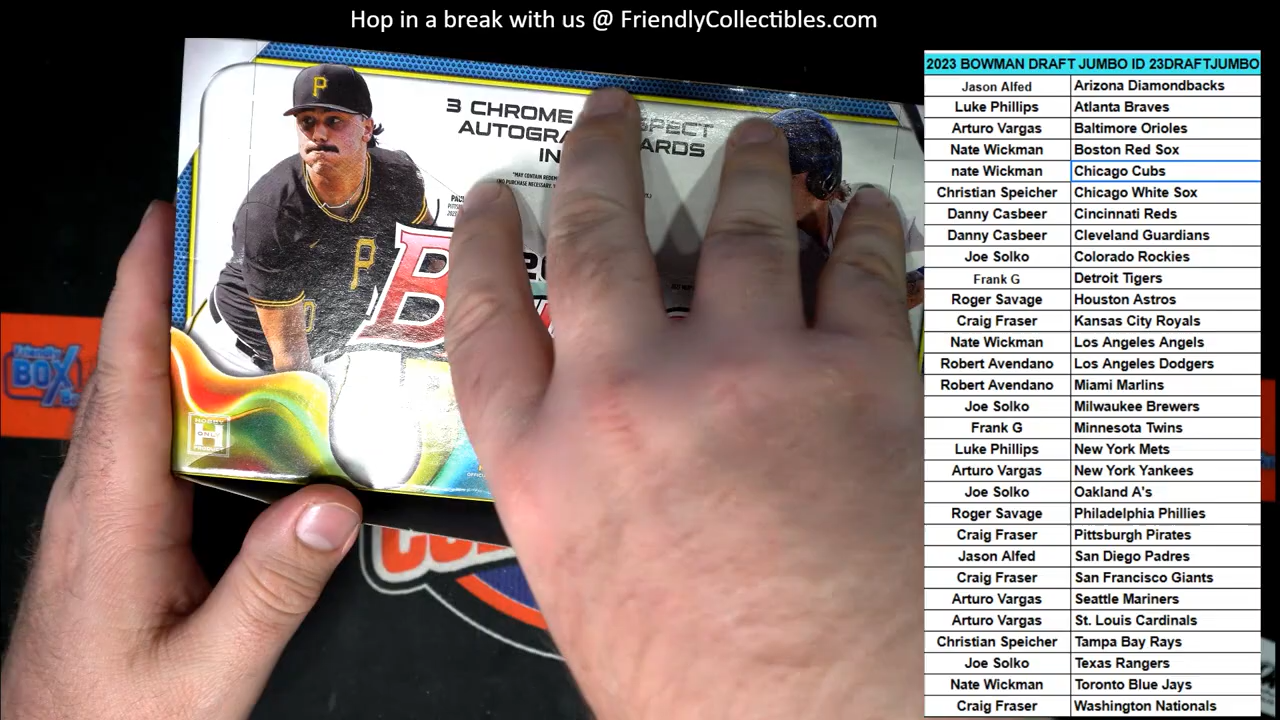 Hop in a break with us @ FriendlyCollectibles.com
3 CHROME
AUTOGRA
IN
ARDS
P
P
20
B
HOBBY
ONLY
PRODUCT
Friendly
BOX
2023 BOWMAN DRAFT JUMBO ID 23DRAFTJUMBO
Jason Alfed Arizona Diamondbacks
Luke Phillips Atlanta Braves
Arturo Vargas Baltimore Orioles
Nate Wickman Boston Red Sox
nate Wickman Chicago Cubs
Christian Speicher Chicago White Sox
Danny Casbeer Cincinnati Reds
Danny Casbeer Cleveland Guardians
Joe Solko Colorado Rockies
Frank G Detroit Tigers
Roger Savage Houston Astros
Craig Fraser Kansas City Royals
Nate Wickman Los Angeles Angels
Robert Avendano Los Angeles Dodgers
Robert Avendano Miami Marlins
Joe Solko Milwaukee Brewers
Frank G Minnesota Twins
Luke Phillips New York Mets
Arturo Vargas New York Yankees
Joe Solko Oakland A's
Roger Savage Philadelphia Phillies
Craig Fraser Pittsburgh Pirates
Jason Alfed San Diego Padres
Craig Fraser San Francisco Giants
Arturo Vargas Seattle Mariners
Arturo Vargas St. Louis Cardinals
Christian Speicher Tampa Bay Rays
Joe Solko Texas Rangers
Nate Wickman Toronto Blue Jays
Craig Fraser Washington Nationals